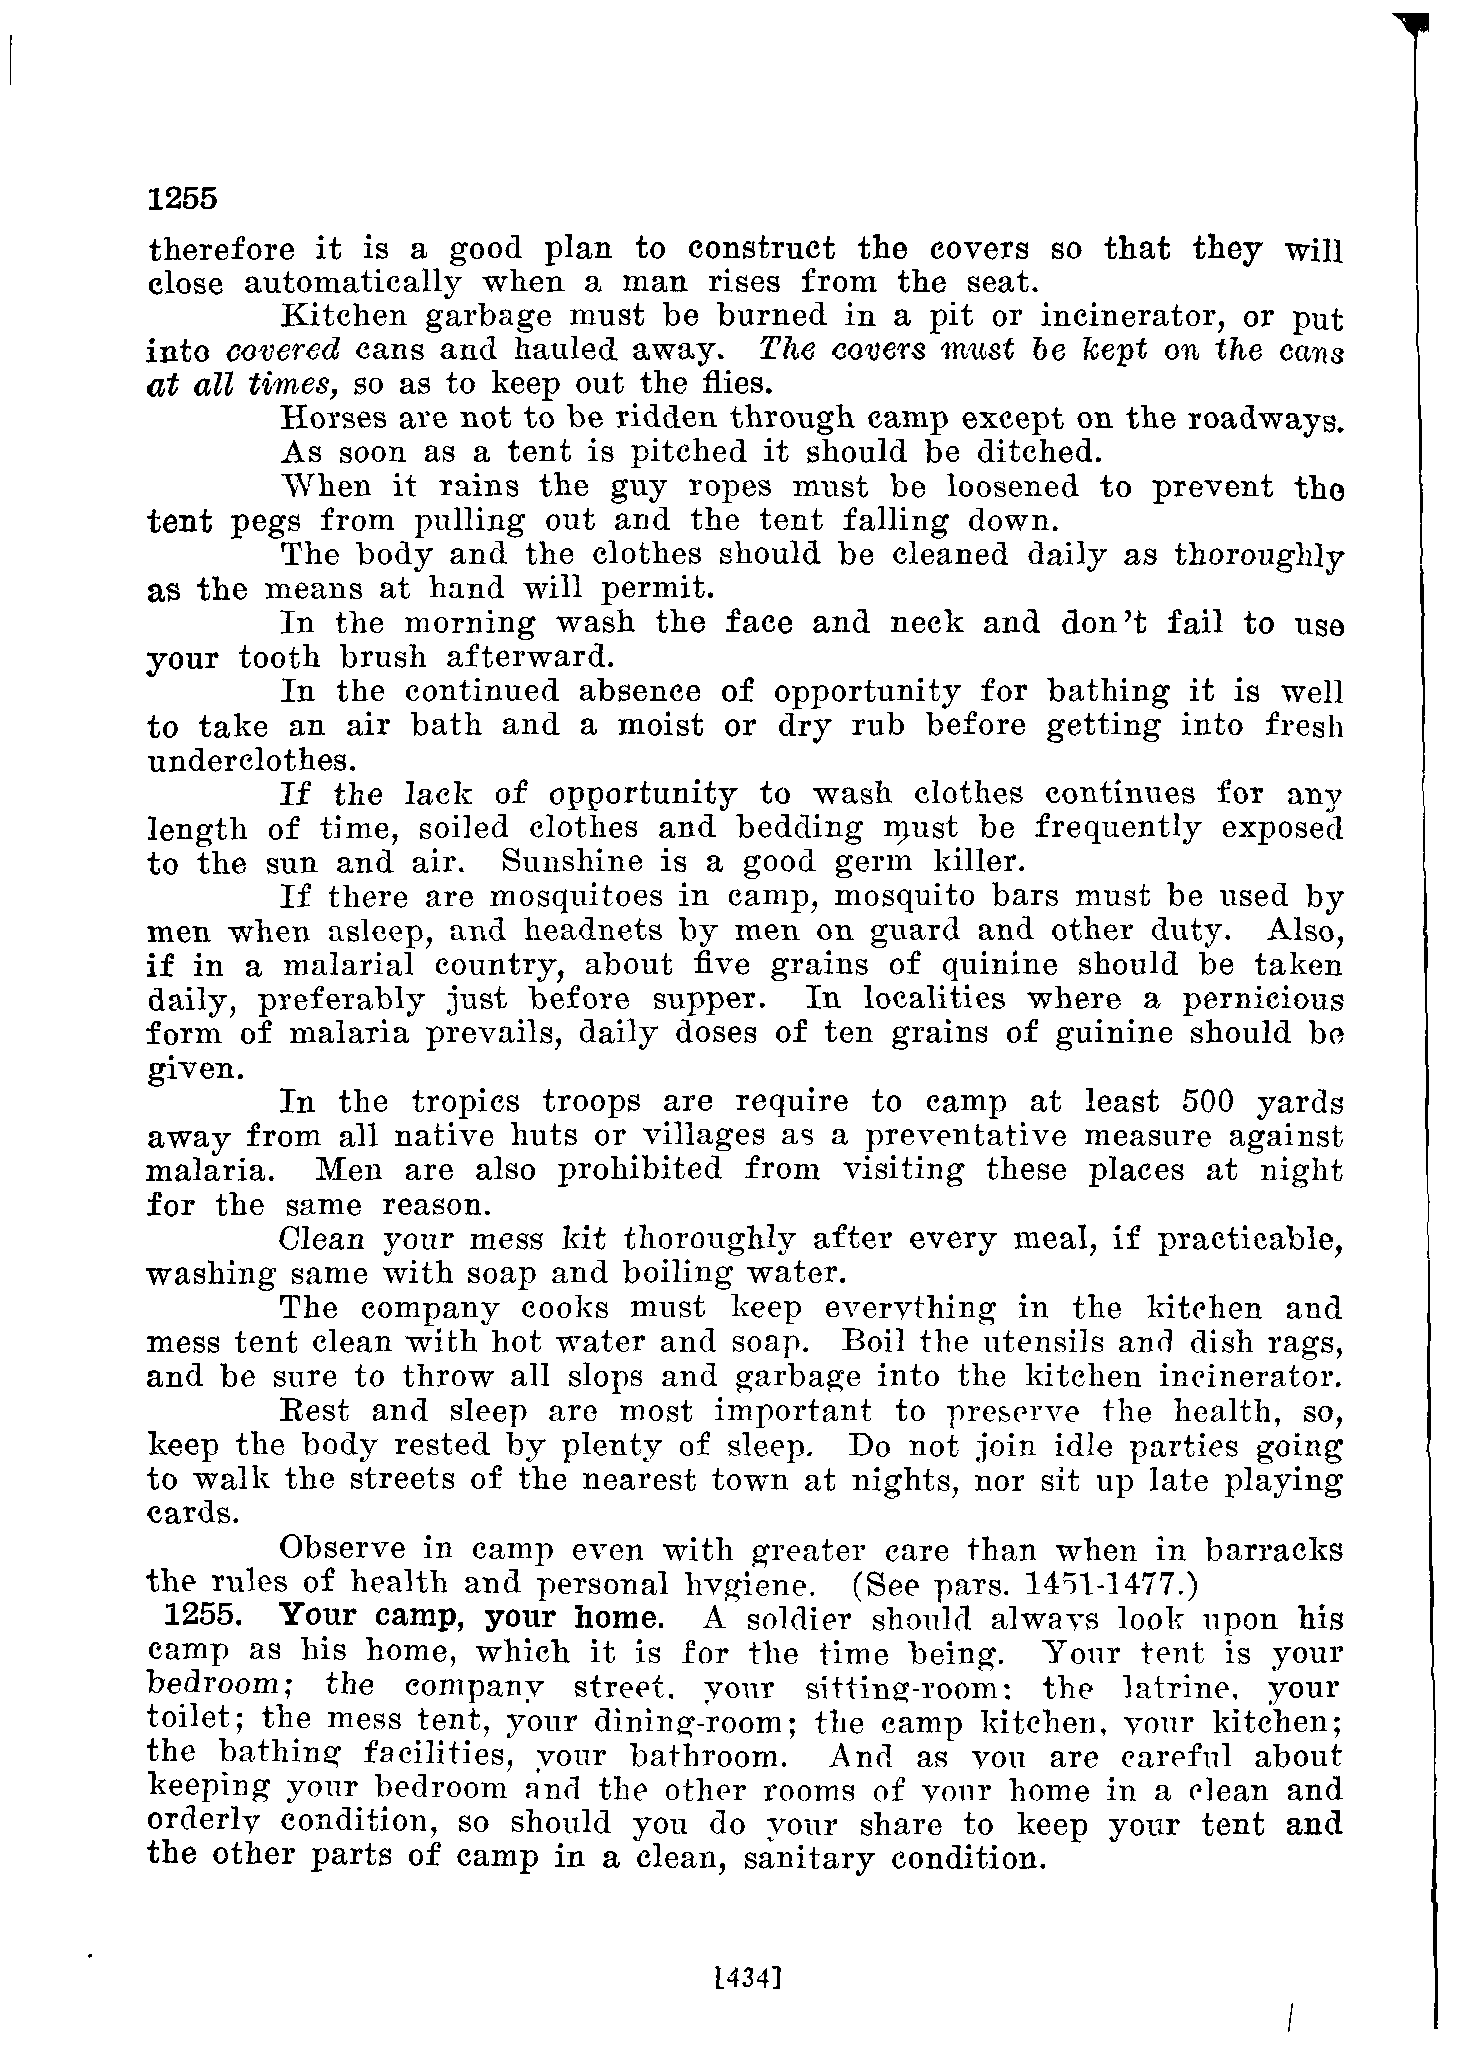 1255
therefore it is a good plan to construct the covers so that they will
close automatically when a man rises from the seat.
Kitchen garbage must be burned in a pit or incinerator, or put
into covered cans and hauled away. The covers must be kept on the cans
at all times, so as to keep out the flies.
Horses are not to be ridden through camp except on the roadways.
As soon as a tent is pitched it should be ditched.
When it rains the guy ropes must be loosened to prevent the
tent pegs from pulling out and the tent falling down.
The body and the clothes should be cleaned daily as thoroughly
as the means at hand will permit.
In the morning wash the face and neck and don't fail to use
your tooth brush afterward.
In the continued absence of opportunity for bathing it is well
to take an air bath and a moist or dry rub before getting into fresh
underclothes.
If the lack of opportunity to wash clothes continues for any
length of time, soiled clothes and bedding must be frequently exposed
to the sun and air. Sunshine is a good germ killer.
If there are mosquitoes in camp, mosquito bars must be used by
men when asleep, and headnets by men on guard and other duty. Also,
if in a malarial country, about five grains of quinine should be taken
daily, preferably just before supper. In localities where a pernicious
form of malaria prevails, daily doses of ten grains of guinine should be
given.
In the tropics troops are require to camp at least 500 yards
away from all native huts or villages as a preventative measure against
malaria. Men are also prohibited from visiting these places at night
for the same reason.
Clean your mess kit thoroughly after every meal, if practicable,
washing same with soap and boiling water.
The company cooks must keep everything in the kitchen and
mess tent clean with hot water and soap. Boil the utensils and dish rags,
and be sure to throw all slops and garbage into the kitchen incinerator.
Rest and sleep are most important to preserve the health, so,
keep the body rested by plenty of sleep. Do not join idle parties going
to walk the streets of the nearest town at nights, nor sit up late playing
cards.
Observe in camp even with greater care than when in barracks
the rules of health and personal hygiene. (See pars. 1451-1477.)
1255. Your camp, your home. A soldier should always look upon his
camp as his home, which it is for the time being. Your tent is your
bedroom; the company street, your sitting-room; the latrine, your
toilet; the mess tent, your dining-room; the camp kitchen, your kitchen;
the bathing facilities, your bathroom. And as you are careful about
keeping your bedroom and the other rooms of your home in a clean and
orderly condition, so should you do your share to keep your tent and
the other parts of camp in a clean, sanitary condition.
[434]